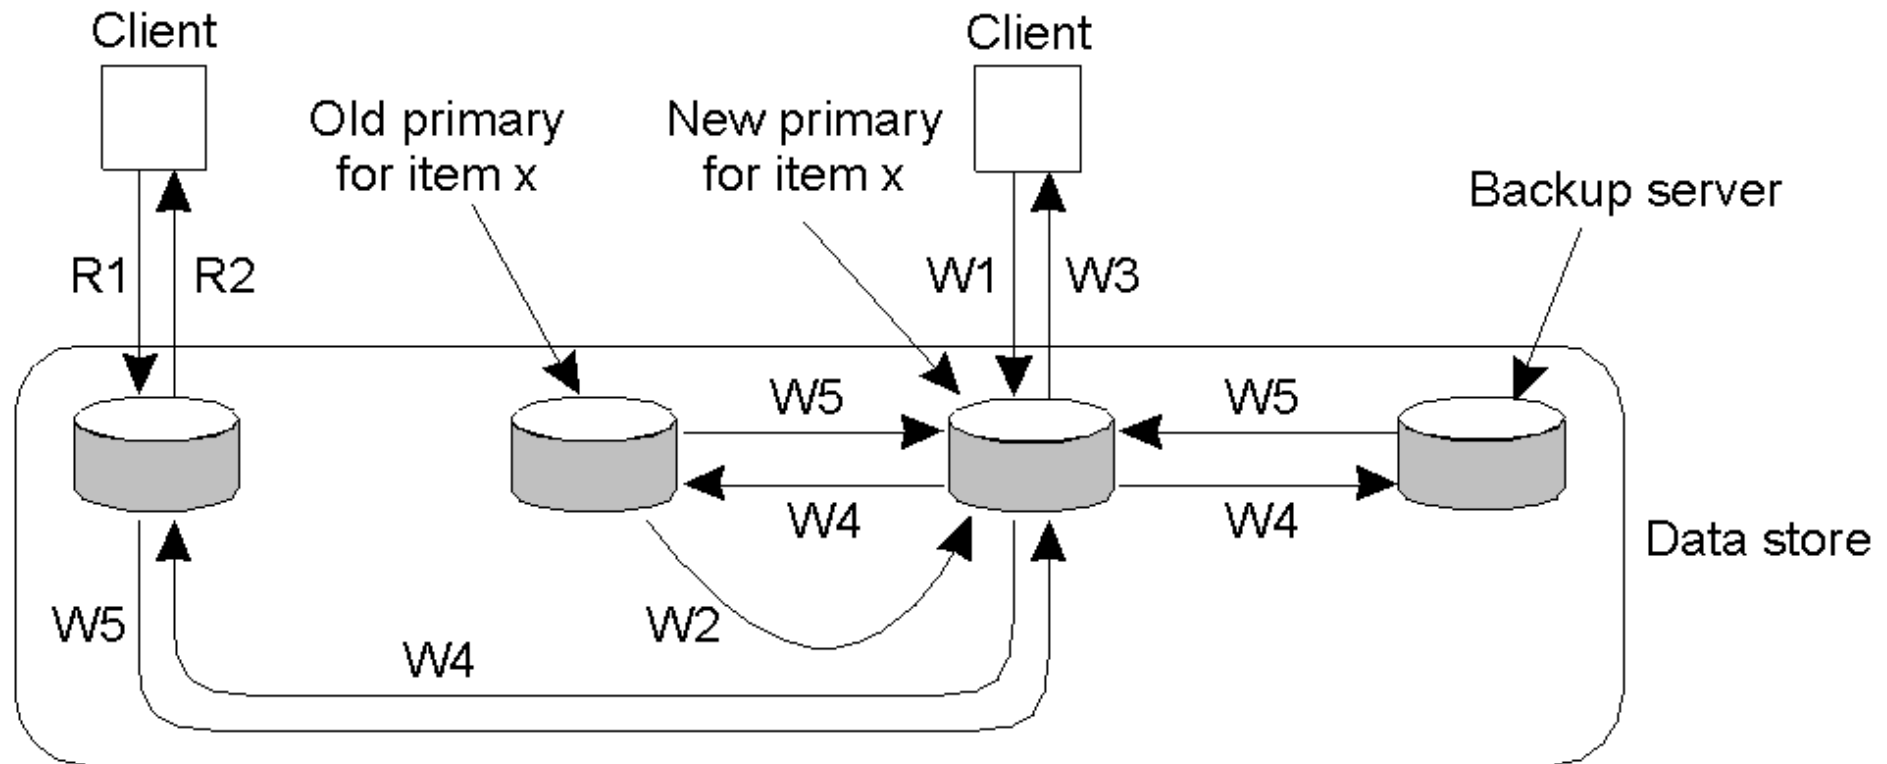 Client
Client
Old primary
for item x
New primary
for item x
Backup server
R1
R2
W1
W3
W5
W5
W4
W4
Data store
W5
W4
W2